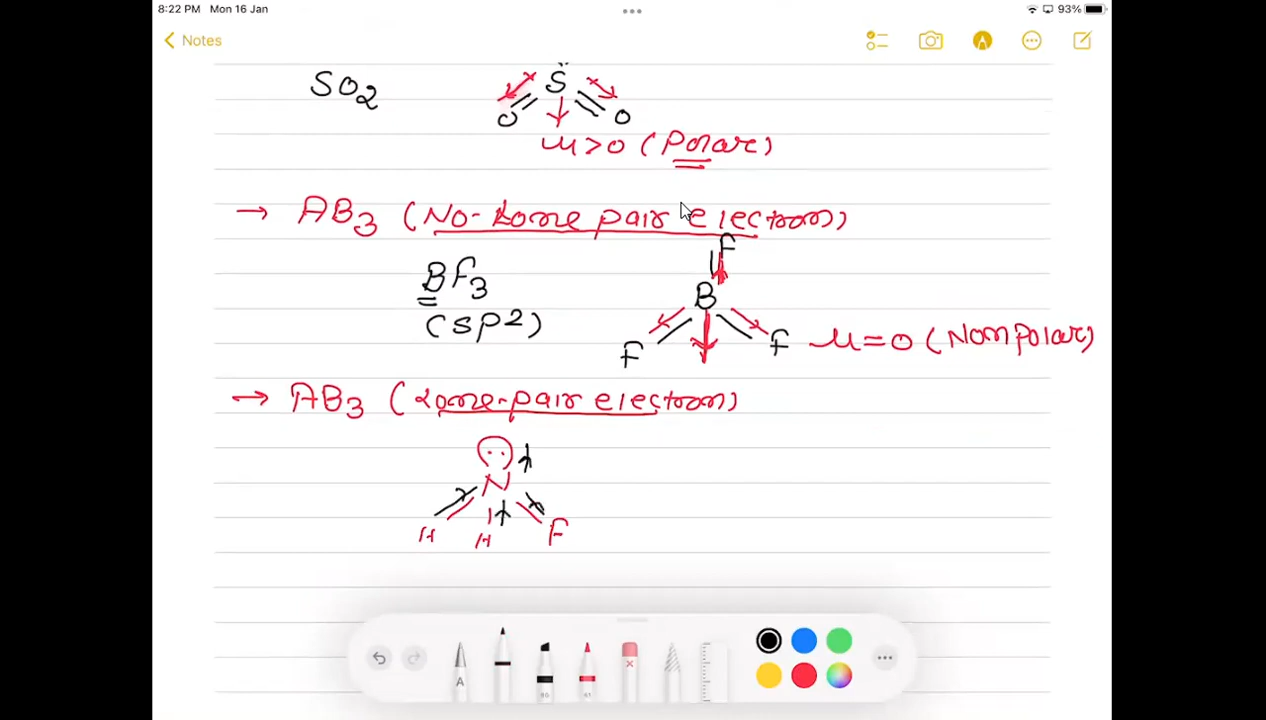 8:22 PM Mon 16 Jan
93%
Notes
SO2
S
O O
μ>0 (Polar)
→ AB3 (No-Lone pair electrons)
F
BF3
B
(sp2)
F F
μ=0 (Non polar)
→ AB3 (Lone-pair electron)
N
H H F
A